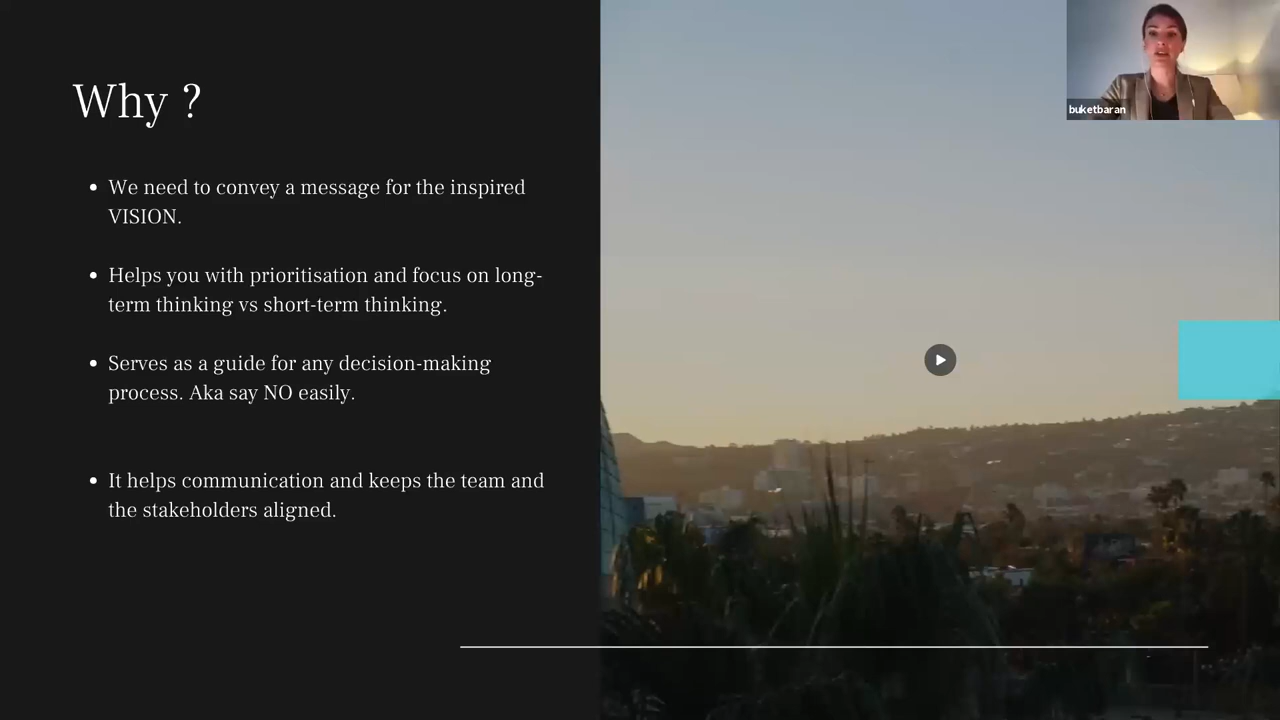 Why ?
We need to convey a message for the inspired
VISION.
Helps you with prioritisation and focus on long-
term thinking vs short-term thinking.
Serves as a guide for any decision-making
process. Aka say NO easily.
It helps communication and keeps the team and
the stakeholders aligned.
buketbaran